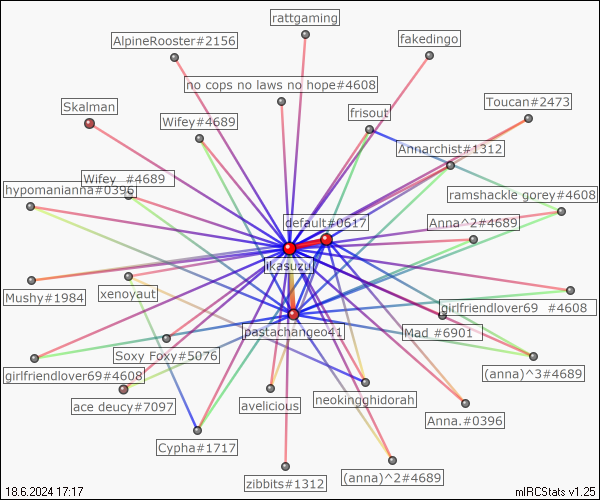 rattgaming
AlpineRooster#2156
fakedingo
no cops no laws no hope#4608
Skalman
Toucan#2473
frisout
Wifey#4689
Annarchist#1312
Wifey_#4689
hypomanianna#0396
ramshackle gorey#4608
default#0617
Anna^2#4689
ikasuzu
Mushy#1984
xenoyaut
girlfriendlover69_#4608
pastachangeo41
Mad_#6901
Soxy Foxy#5076
girlfriendlover69#4608
(anna)^3#4689
ace deucy#7097
avelicious
neokingghidorah
Anna.#0396
Cypha#1717
zibbits#1312
(anna)^2#4689
18.6.2024 17:17
mIRCStats v1.25